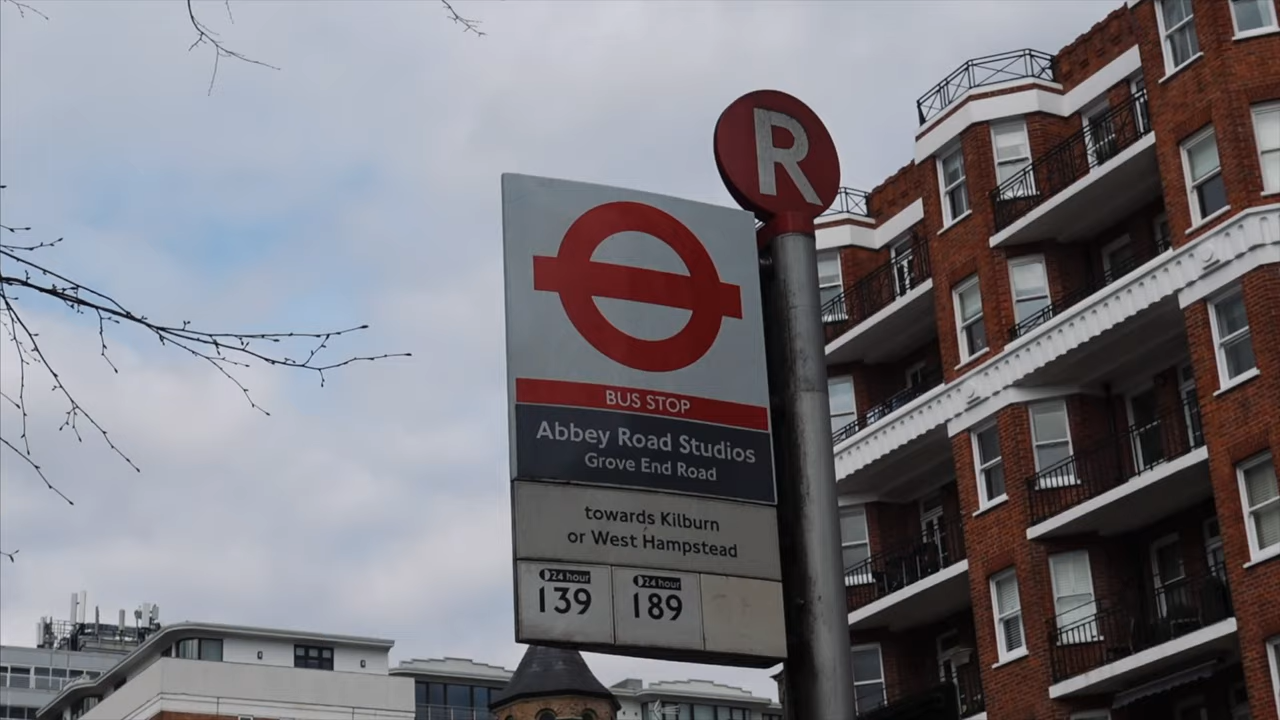 R
BUS STOP
Abbey Road Studios
Grove End Road
towards Kilburn
or West Hampstead
24 hour 24 hour
139 189